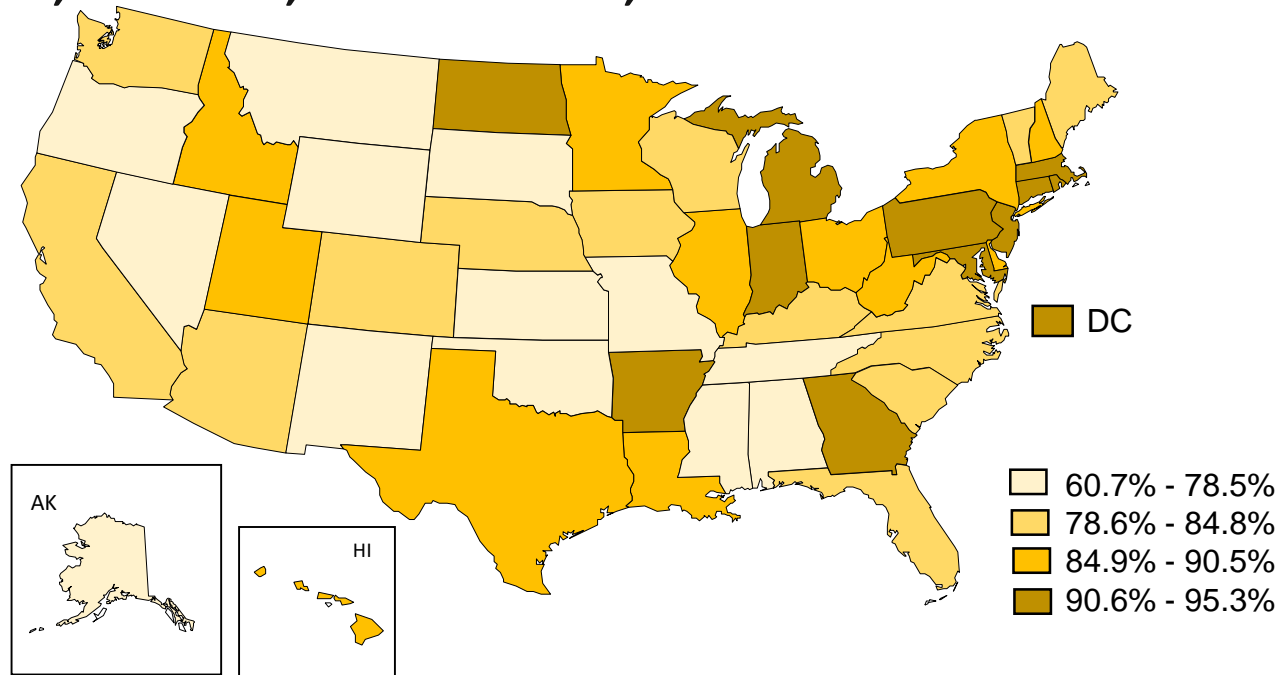 DC
AK
HI
60.7% - 78.5%
78.6% - 84.8%
84.9% - 90.5%
90.6% - 95.3%